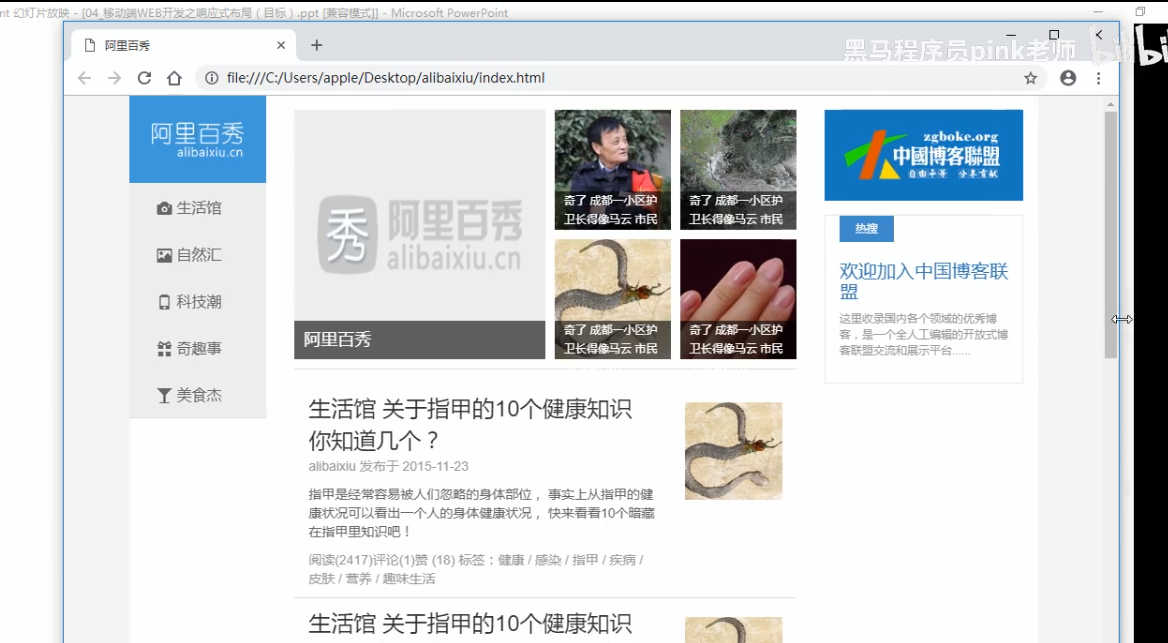 nt 幻灯片放映 - [04_移动端WEB开发之响应式布局（目标）.ppt [兼容模式]] - Microsoft PowerPoint
阿里百秀
黑马程序员pink老师
file:///C:/Users/apple/Desktop/alibaixiu/index.html
阿里百秀
alibaixiu.cn
生活馆
自然汇
科技潮
奇趣事
美食杰
秀 阿里百秀
alibaixiu.cn
阿里百秀
奇了 成都一小区护
卫长得像马云 市民
奇了 成都一小区护
卫长得像马云 市民
奇了 成都一小区护
卫长得像马云 市民
奇了 成都一小区护
卫长得像马云 市民
zgboke.org
中國博客聯盟
自由平等 分享貢獻
热搜
欢迎加入中国博客联
盟
这里收录国内各个领域的优秀博
客，是一个全人工编辑的开放式博
客联盟交流和展示平台......
生活馆 关于指甲的10个健康知识
你知道几个？
alibaixiu 发布于 2015-11-23
指甲是经常容易被人们忽略的身体部位， 事实上从指甲的健
康状况可以看出一个人的身体健康状况， 快来看看10个暗藏
在指甲里知识吧！
阅读(2417)评论(1)赞 (18) 标签：健康 / 感染 / 指甲 / 疾病 /
皮肤 / 营养 / 趣味生活
生活馆 关于指甲的10个健康知识